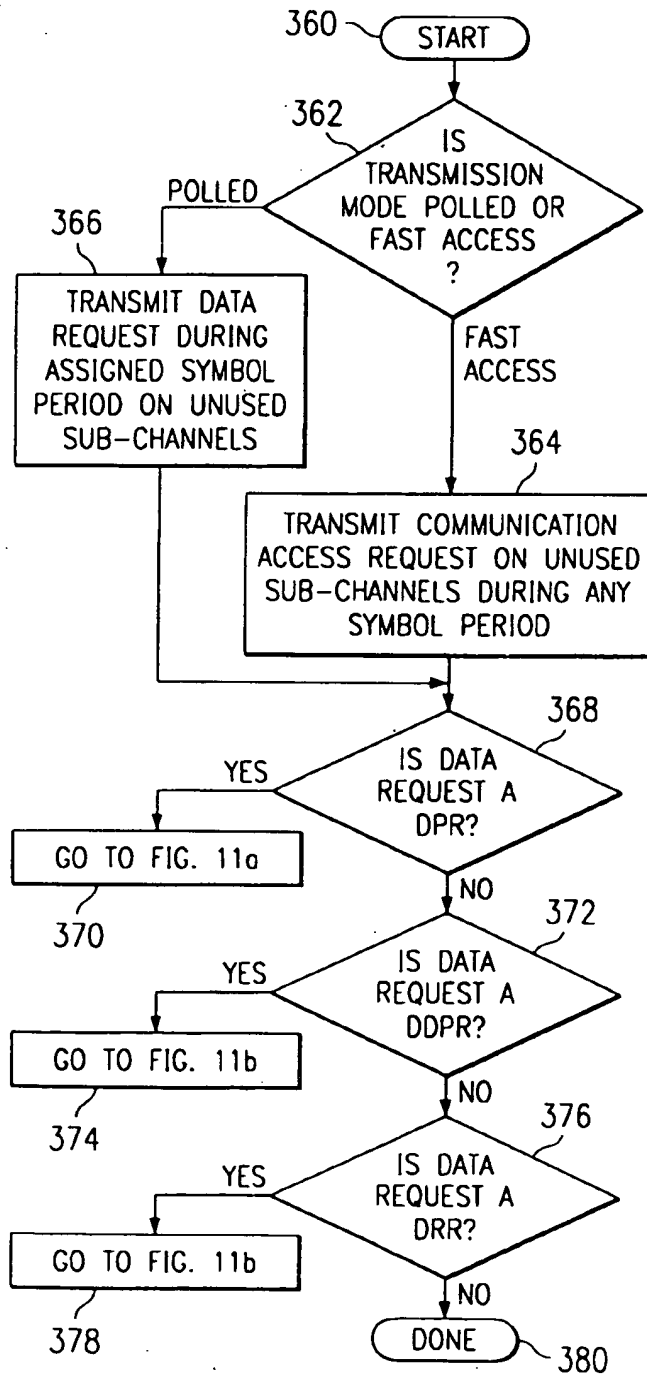 360
START
362
IS
TRANSMISSION
MODE POLLED OR
FAST ACCESS
?
POLLED
366
TRANSMIT DATA
REQUEST DURING
ASSIGNED SYMBOL
PERIOD ON UNUSED
SUB-CHANNELS
FAST
ACCESS
364
TRANSMIT COMMUNICATION
ACCESS REQUEST ON UNUSED
SUB-CHANNELS DURING ANY
SYMBOL PERIOD
368
IS DATA
REQUEST A
DPR?
YES
GO TO FIG. 11a
370
NO
372
IS DATA
REQUEST A
DDPR?
YES
GO TO FIG. 11b
374
NO
376
IS DATA
REQUEST A
DRR?
YES
GO TO FIG. 11b
378
NO
DONE
380